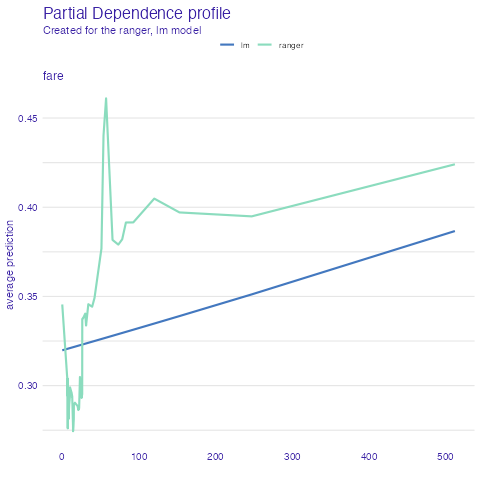 Partial Dependence profile
Created for the ranger, lm model
lm ranger
fare
0.45
0.40
0.35
0.30
average prediction
0 100 200 300 400 500